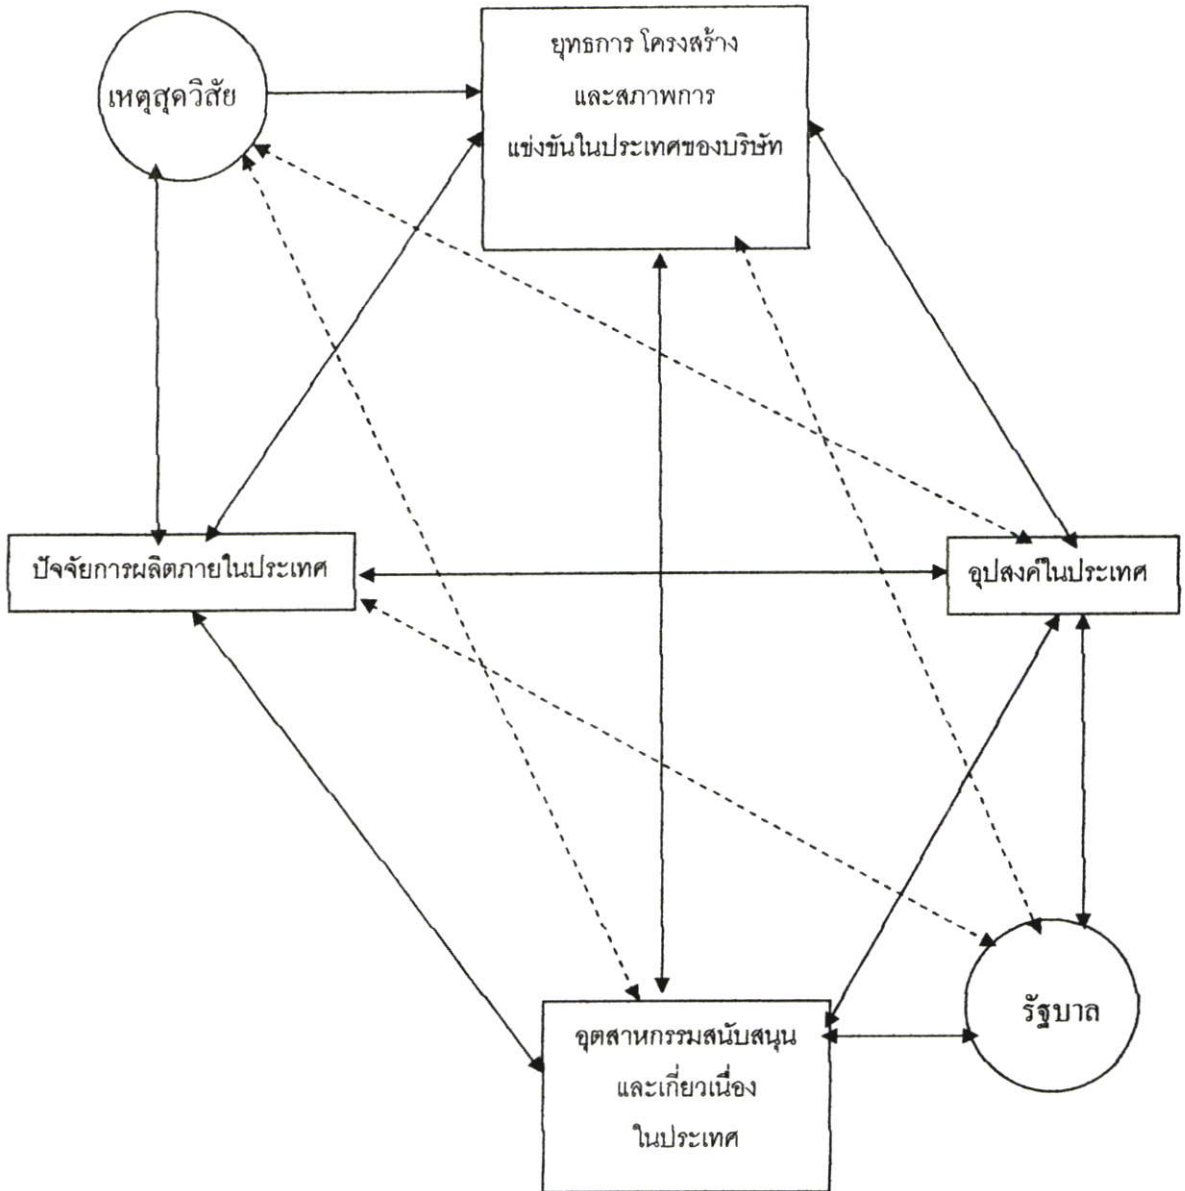 เหตุสุดวิสัย
ยุทธการ โครงสร้าง
และสภาพการ
แข่งขันในประเทศของบริษัท
ปัจจัยการผลิตภายในประเทศ
อุปสงค์ในประเทศ
รัฐบาล
อุตสาหกรรมสนับสนุน
และเกี่ยวเนื่อง
ในประเทศ